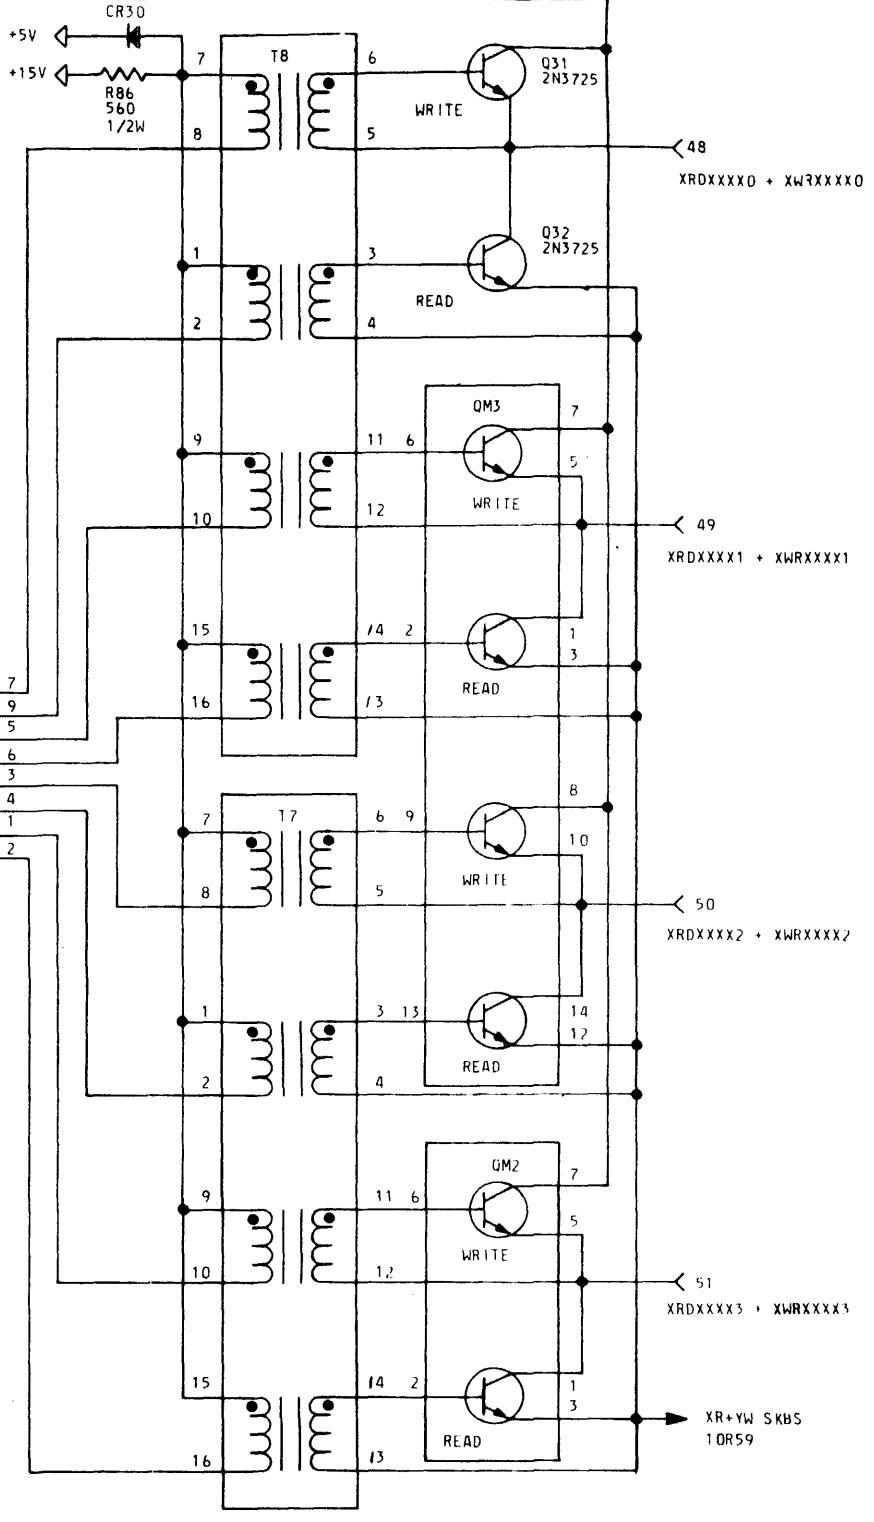 CR30
+5V
+15V
R86
560
1/2W
7
8
T8
6
5
WRITE
Q31
2N3725
48
XRDXXXX0 + XWRXXXX0
1
2
3
4
READ
Q32
2N3725
QM3
9
10
11 6
12
7
5
WRITE
49
XRDXXXX1 + XWRXXXX1
15
16
14 2
13
1
3
READ
7
9
5
6
3
4
1
2
7
8
T7
6 9
5
8
10
WRITE
50
XRDXXXX2 + XWRXXXX2
1
2
3 13
4
14
12
READ
QM2
9
10
11 6
12
7
5
WRITE
51
XRDXXXX3 + XWRXXXX3
15
16
14 2
13
1
3
READ
XR+YW SKBS
10R59